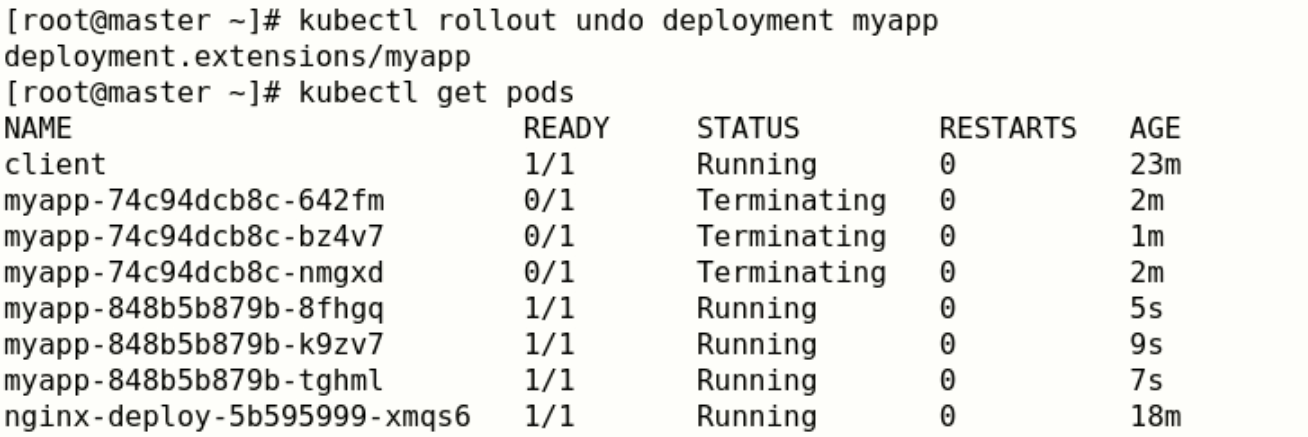 [root@master ~]# kubectl rollout undo deployment myapp
deployment.extensions/myapp
[root@master ~]# kubectl get pods
NAME READY STATUS RESTARTS AGE
client 1/1 Running 0 23m
myapp-74c94dcb8c-642fm 0/1 Terminating 0 2m
myapp-74c94dcb8c-bz4v7 0/1 Terminating 0 1m
myapp-74c94dcb8c-nmgxd 0/1 Terminating 0 2m
myapp-848b5b879b-8fhgq 1/1 Running 0 5s
myapp-848b5b879b-k9zv7 1/1 Running 0 9s
myapp-848b5b879b-tghml 1/1 Running 0 7s
nginx-deploy-5b595999-xmqs6 1/1 Running 0 18m